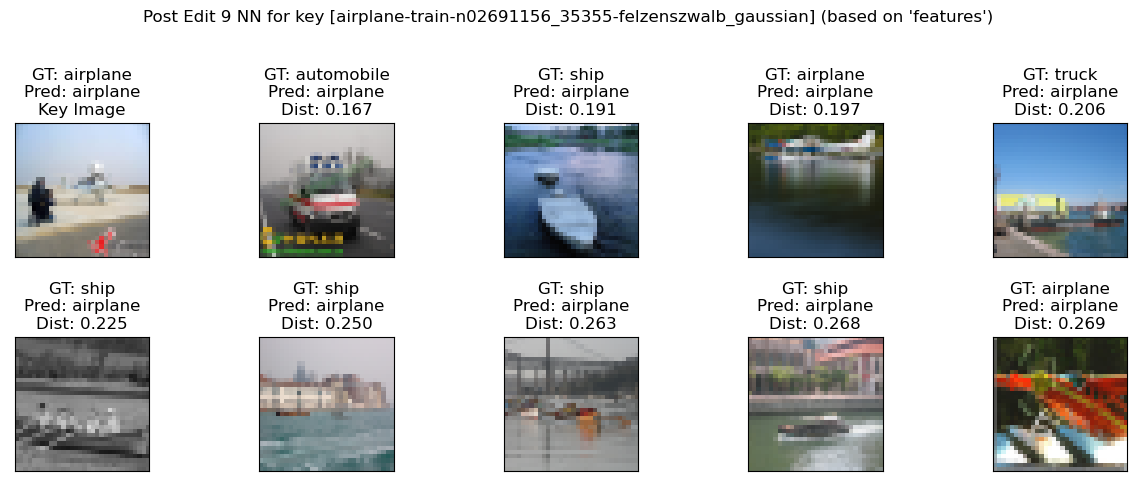 Post Edit 9 NN for key [airplane-train-n02691156_35355-felzenszwalb_gaussian] (based on 'features')
GT: airplane
Pred: airplane
Key Image
GT: automobile
Pred: airplane
Dist: 0.167
GT: ship
Pred: airplane
Dist: 0.191
GT: airplane
Pred: airplane
Dist: 0.197
GT: truck
Pred: airplane
Dist: 0.206
GT: ship
Pred: airplane
Dist: 0.225
GT: ship
Pred: airplane
Dist: 0.250
GT: ship
Pred: airplane
Dist: 0.263
GT: ship
Pred: airplane
Dist: 0.268
GT: airplane
Pred: airplane
Dist: 0.269